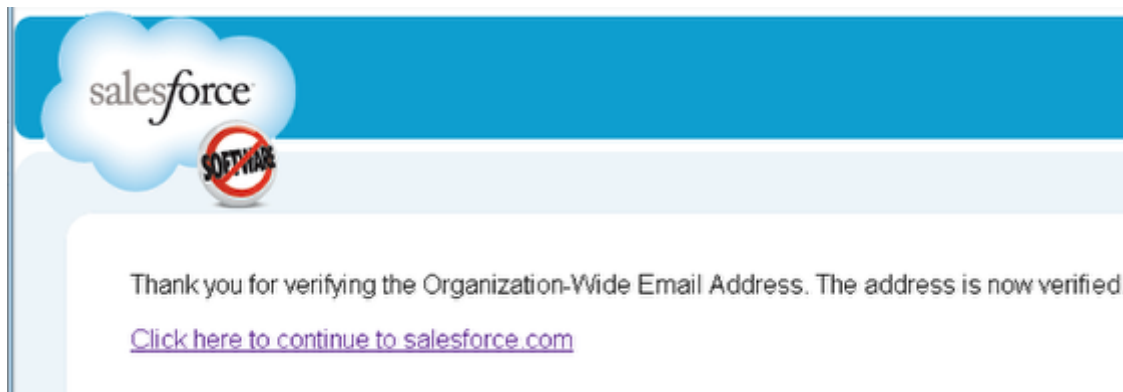 salesforce
SOFTWARE
Thank you for verifying the Organization-Wide Email Address. The address is now verified
Click here to continue to salesforce.com